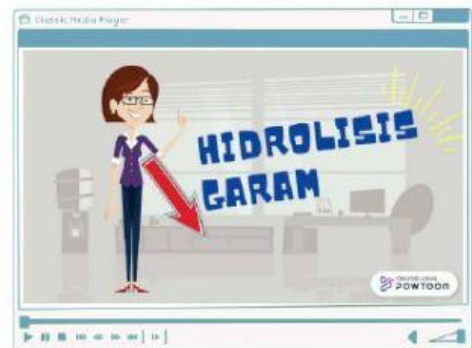 Classic Media Player
HIDROLISIS
GARAM
CREATED USING
POWTOON